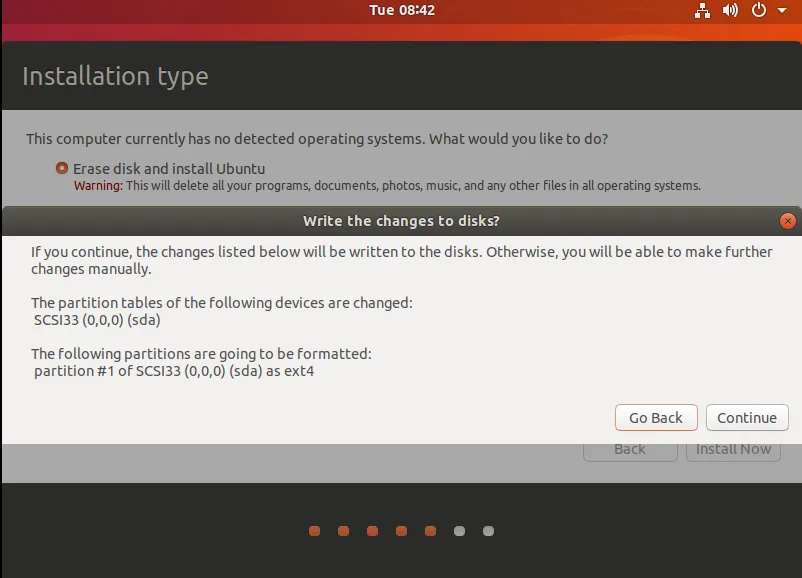 Tue 08:42
Installation type
This computer currently has no detected operating systems. What would you like to do?
Erase disk and install Ubuntu
Warning: This will delete all your programs, documents, photos, music, and any other files in all operating systems.
Write the changes to disks?
If you continue, the changes listed below will be written to the disks. Otherwise, you will be able to make further
changes manually.
The partition tables of the following devices are changed:
SCSI33 (0,0,0) (sda)
The following partitions are going to be formatted:
partition #1 of SCSI33 (0,0,0) (sda) as ext4
Go Back Continue
Back Install Now